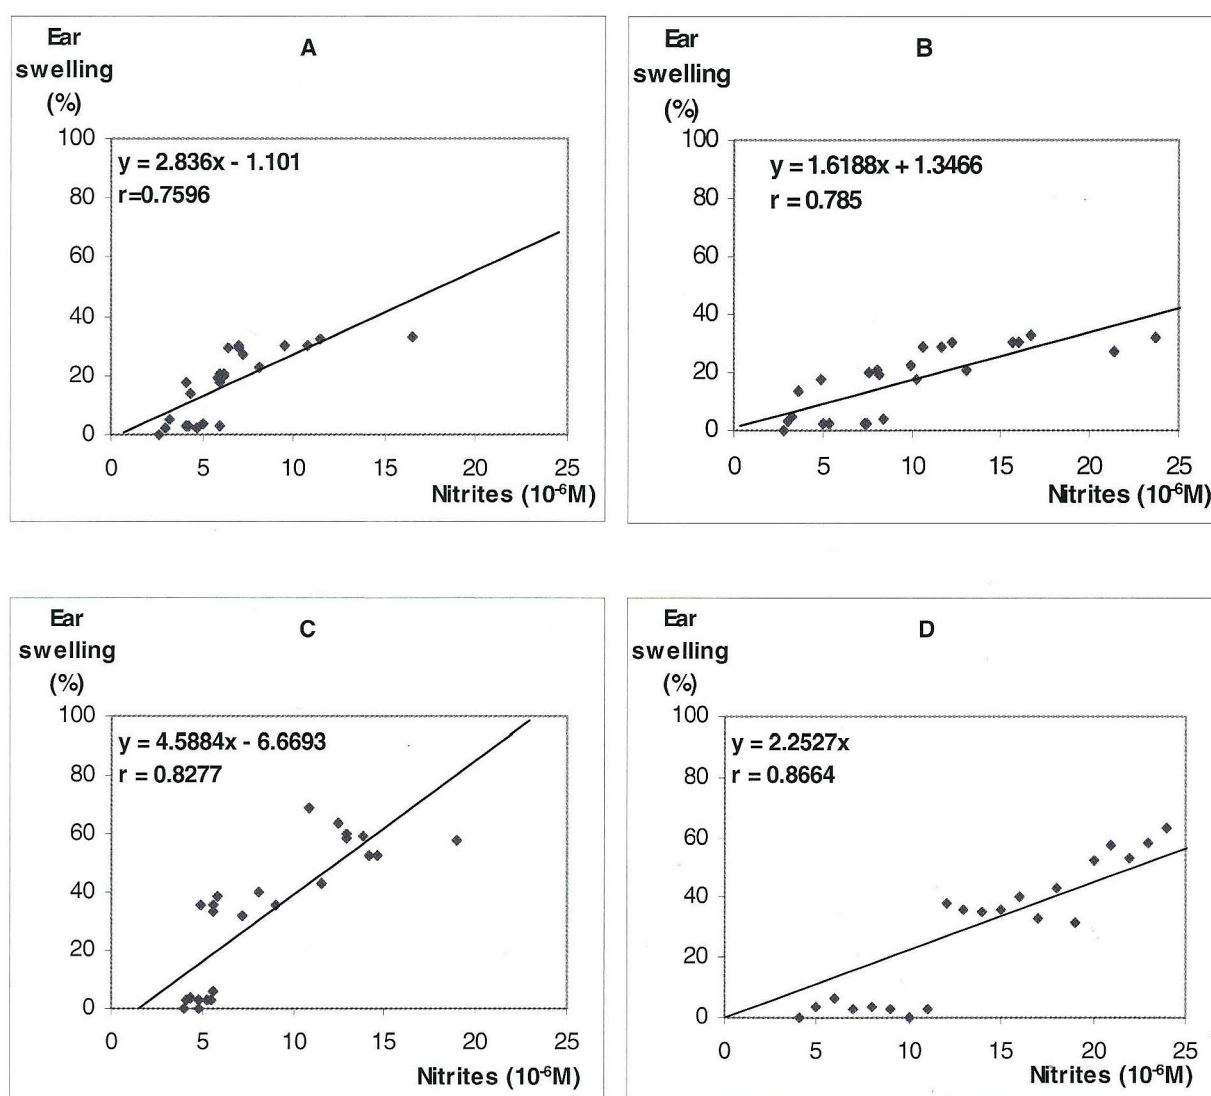 Ear
swelling
(%)
A
y = 2.836x - 1.101
r=0.7596
100
80
60
40
20
0
0 5 10 15 20 25
Nitrites (10⁻⁶M)
Ear
swelling
(%)
B
y = 1.6188x + 1.3466
r = 0.785
100
80
60
40
20
0
0 5 10 15 20 25
Nitrites (10⁻⁶M)
Ear
swelling
(%)
C
y = 4.5884x - 6.6693
r = 0.8277
100
80
60
40
20
0
0 5 10 15 20 25
Nitrites (10⁻⁶M)
Ear
swelling
(%)
D
y = 2.2527x
r = 0.8664
100
80
60
40
20
0
0 5 10 15 20 25
Nitrites (10⁻⁶M)